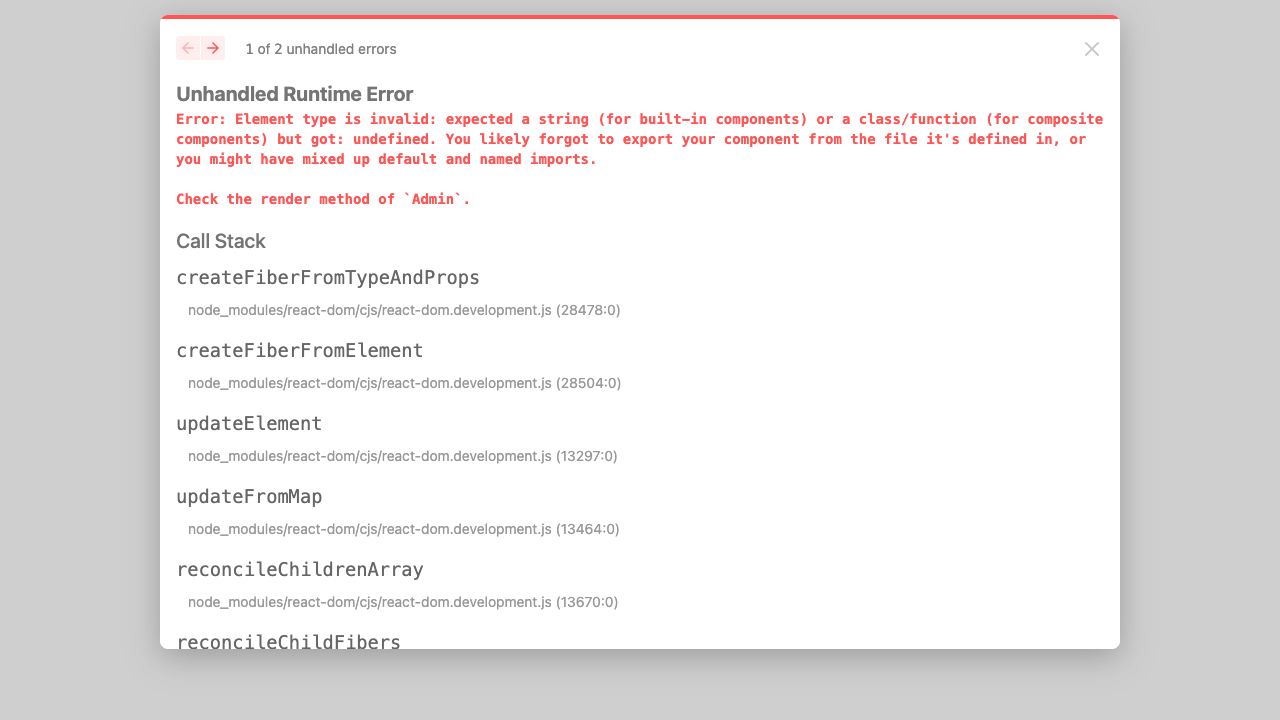 1 of 2 unhandled errors
Unhandled Runtime Error
Error: Element type is invalid: expected a string (for built-in components) or a class/function (for composite
components) but got: undefined. You likely forgot to export your component from the file it's defined in, or
you might have mixed up default and named imports.
Check the render method of `Admin`.
Call Stack
createFiberFromTypeAndProps
node_modules/react-dom/cjs/react-dom.development.js (28478:0)
createFiberFromElement
node_modules/react-dom/cjs/react-dom.development.js (28504:0)
updateElement
node_modules/react-dom/cjs/react-dom.development.js (13297:0)
updateFromMap
node_modules/react-dom/cjs/react-dom.development.js (13464:0)
reconcileChildrenArray
node_modules/react-dom/cjs/react-dom.development.js (13670:0)
reconcileChildFibers